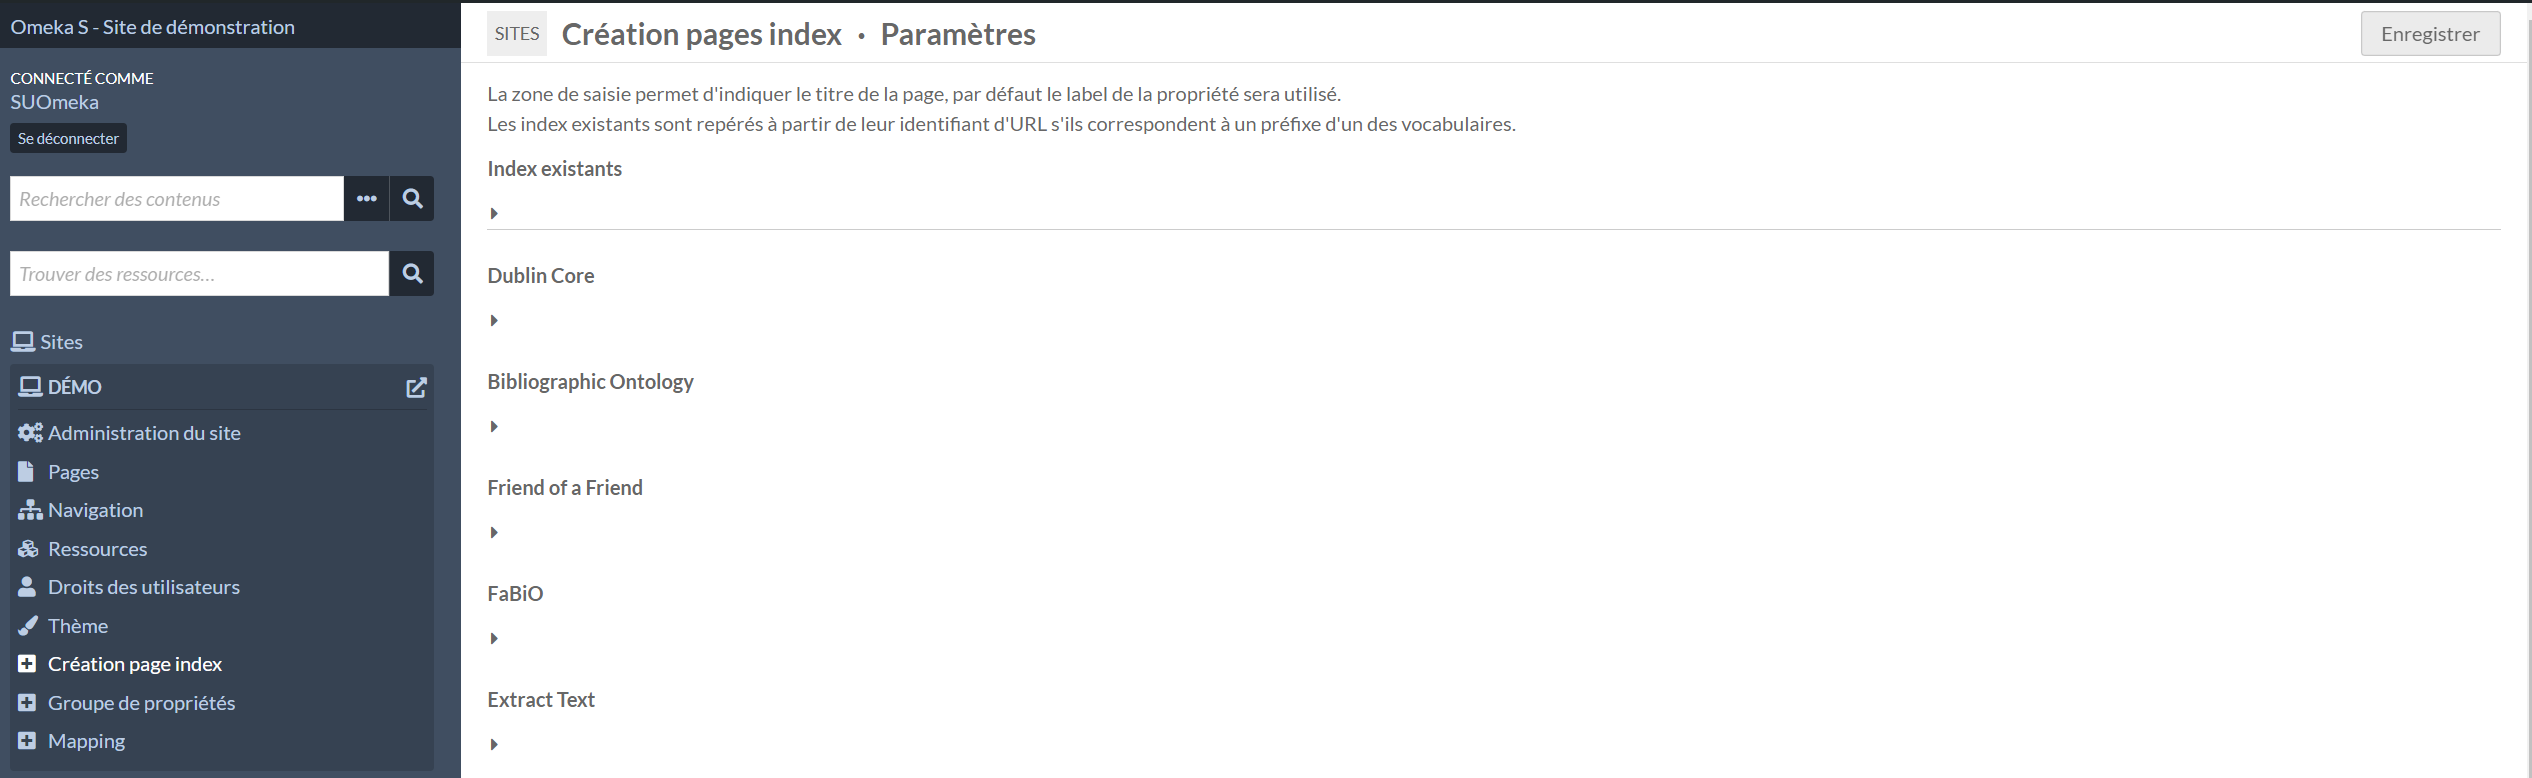 Omeka S - Site de démonstration
CONNECTÉ COMME
SUOmeka
Se déconnecter
Rechercher des contenus
Trouver des ressources...
Sites
DÉMO
Administration du site
Pages
Navigation
Ressources
Droits des utilisateurs
Thème
Création page index
Groupe de propriétés
Mapping
SITES Création pages index · Paramètres
Enregistrer
La zone de saisie permet d'indiquer le titre de la page, par défaut le label de la propriété sera utilisé.
Les index existants sont repérés à partir de leur identifiant d'URL s'ils correspondent à un préfixe d'un des vocabulaires.
Index existants
Dublin Core
Bibliographic Ontology
Friend of a Friend
FaBiO
Extract Text